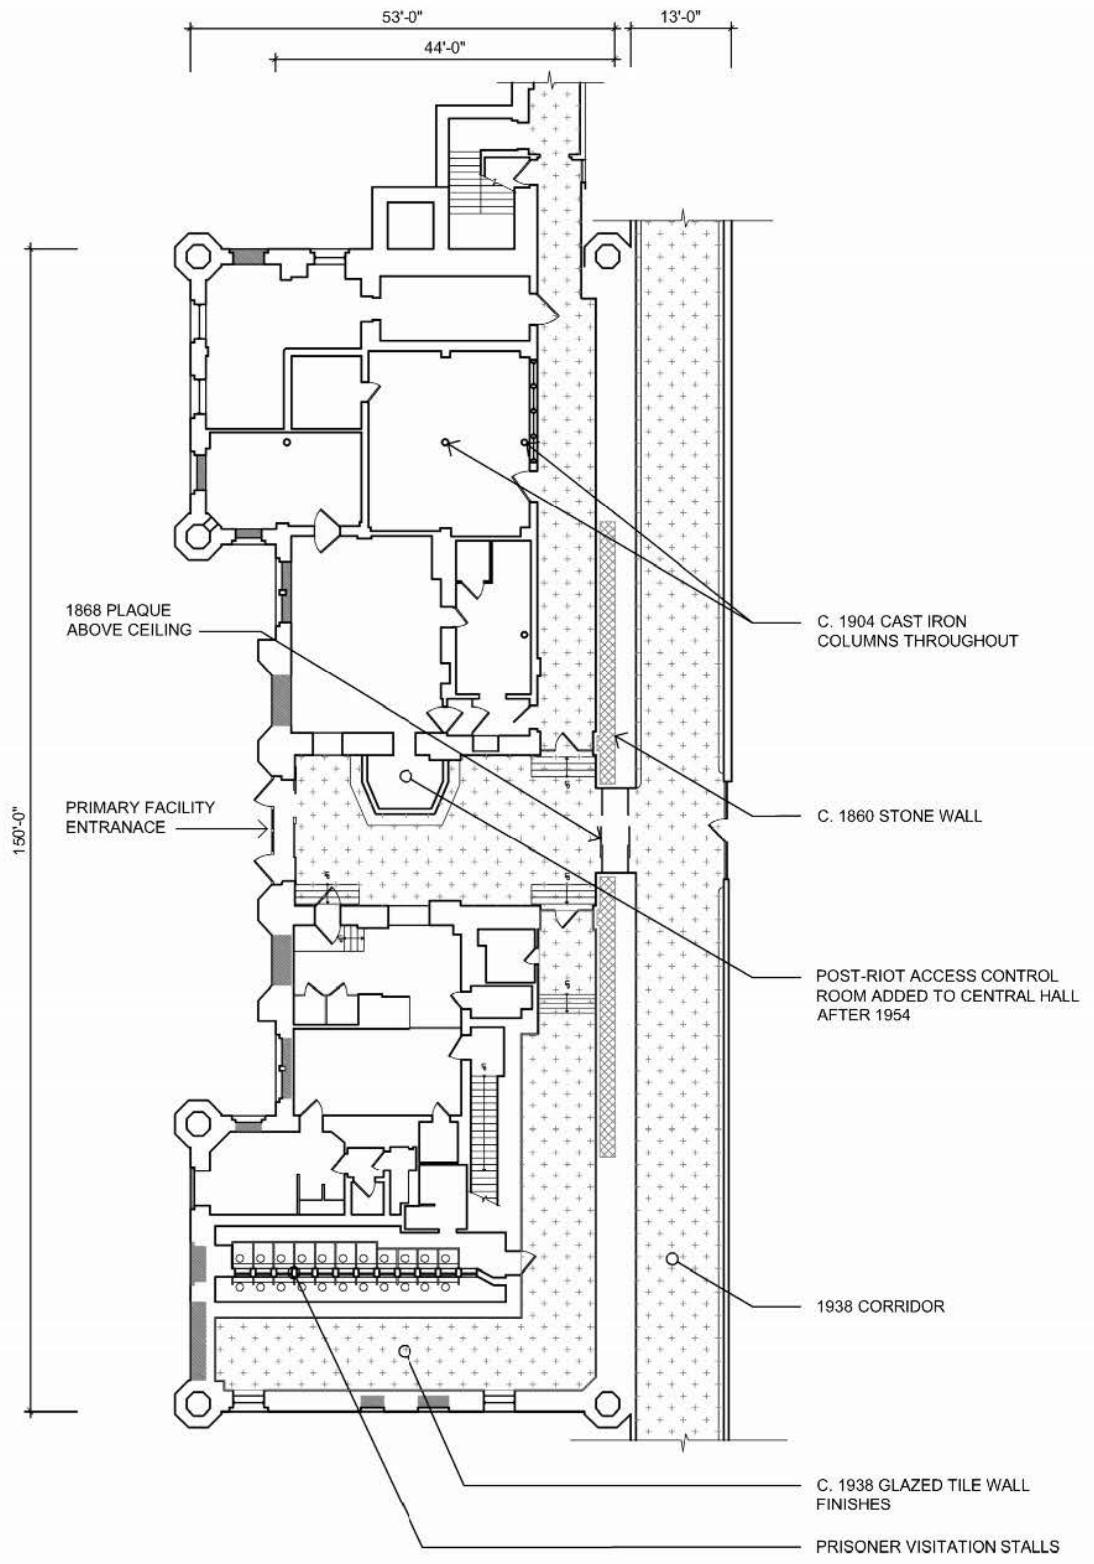 53'-0"
13'-0"
44'-0"
150'-0"
1868 PLAQUE
ABOVE CEILING
C. 1904 CAST IRON
COLUMNS THROUGHOUT
PRIMARY FACILITY
ENTRANACE
C. 1860 STONE WALL
POST-RIOT ACCESS CONTROL
ROOM ADDED TO CENTRAL HALL
AFTER 1954
1938 CORRIDOR
C. 1938 GLAZED TILE WALL
FINISHES
PRISONER VISITATION STALLS